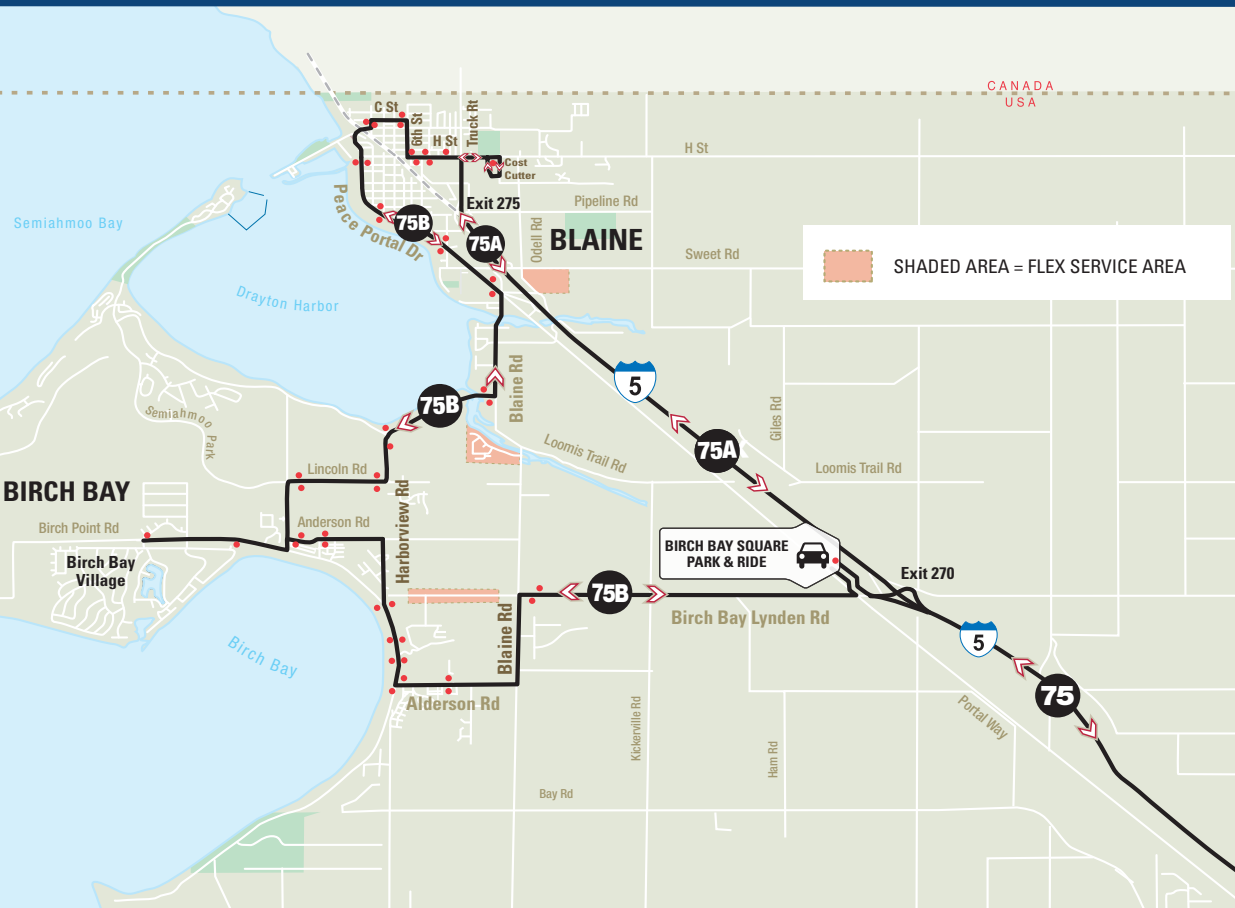 CANADA
USA
C St
6th St
H St
Truck Rt
H St
Cost
Cutter
Peace Portal Dr
75B
Exit 275
75A
Pipeline Rd
Odell Rd
BLAINE
Sweet Rd
SHADED AREA = FLEX SERVICE AREA
Semiahmoo Bay
Drayton Harbor
5
Blaine Rd
75B
Semiahmoo Park
Giles Rd
75A
Loomis Trail Rd
Loomis Trail Rd
Lincoln Rd
BIRCH BAY
Harborview Rd
Birch Point Rd
Anderson Rd
BIRCH BAY SQUARE
PARK & RIDE
Birch Bay
Village
Exit 270
75B
Birch Bay Lynden Rd
Blaine Rd
5
Birch Bay
75
Alderson Rd
Kickerville Rd
Portal Way
Ham Rd
Bay Rd